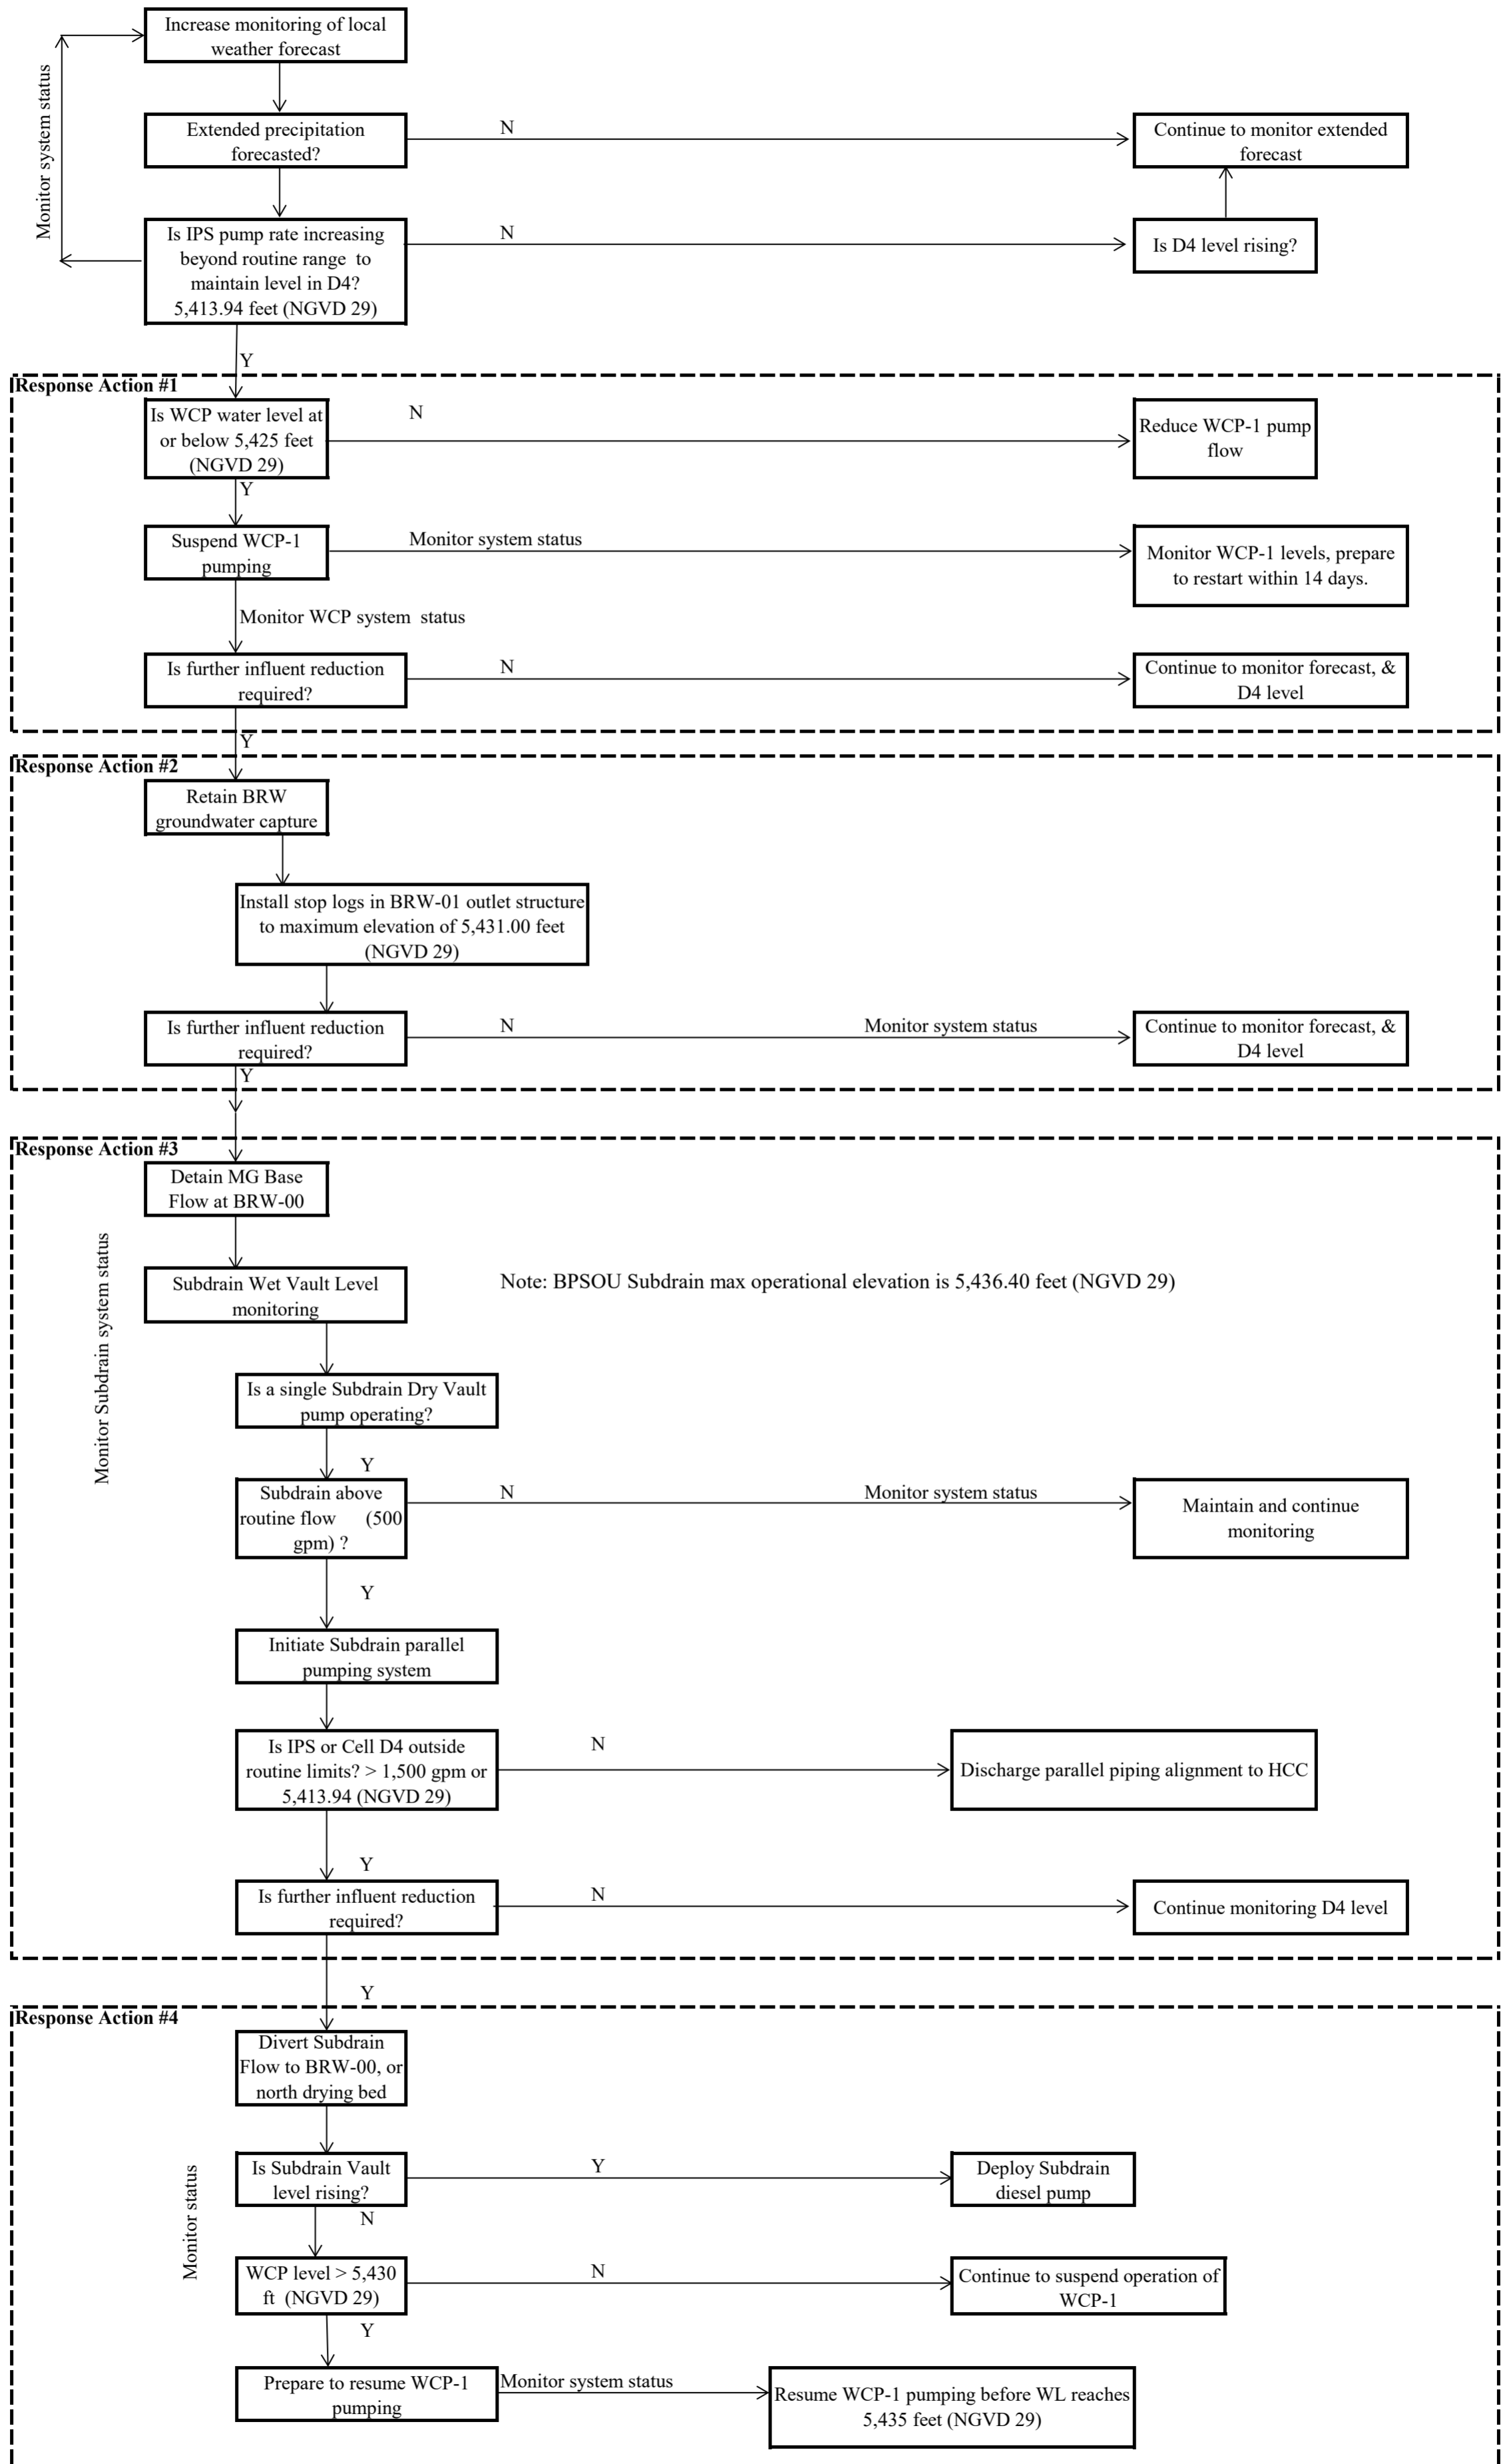 Increase monitoring of local
weather forecast
Monitor system status
Extended precipitation
forecasted?
N
Continue to monitor extended
forecast
Is IPS pump rate increasing
beyond routine range to
maintain level in D4?
5,413.94 feet (NGVD 29)
N
Is D4 level rising?
Y
Response Action #1
Is WCP water level at
or below 5,425 feet
(NGVD 29)
N
Reduce WCP-1 pump
flow
Y
Suspend WCP-1
pumping
Monitor system status
Monitor WCP-1 levels, prepare
to restart within 14 days.
Monitor WCP system status
Is further influent reduction
required?
N
Continue to monitor forecast, &
D4 level
Y
Response Action #2
Retain BRW
groundwater capture
Install stop logs in BRW-01 outlet structure
to maximum elevation of 5,431.00 feet
(NGVD 29)
Is further influent reduction
required?
N
Monitor system status
Continue to monitor forecast, &
D4 level
Y
Response Action #3
Detain MG Base
Flow at BRW-00
Monitor Subdrain system status
Subdrain Wet Vault Level
monitoring
Note: BPSOU Subdrain max operational elevation is 5,436.40 feet (NGVD 29)
Is a single Subdrain Dry Vault
pump operating?
Y
Subdrain above
routine flow (500
gpm) ?
N
Monitor system status
Maintain and continue
monitoring
Y
Initiate Subdrain parallel
pumping system
Is IPS or Cell D4 outside
routine limits? > 1,500 gpm or
5,413.94 (NGVD 29)
N
Discharge parallel piping alignment to HCC
Y
Is further influent reduction
required?
N
Continue monitoring D4 level
Y
Response Action #4
Divert Subdrain
Flow to BRW-00, or
north drying bed
Monitor status
Is Subdrain Vault
level rising?
Y
Deploy Subdrain
diesel pump
N
WCP level > 5,430
ft (NGVD 29)
N
Continue to suspend operation of
WCP-1
Y
Prepare to resume WCP-1
pumping
Monitor system status
Resume WCP-1 pumping before WL reaches
5,435 feet (NGVD 29)